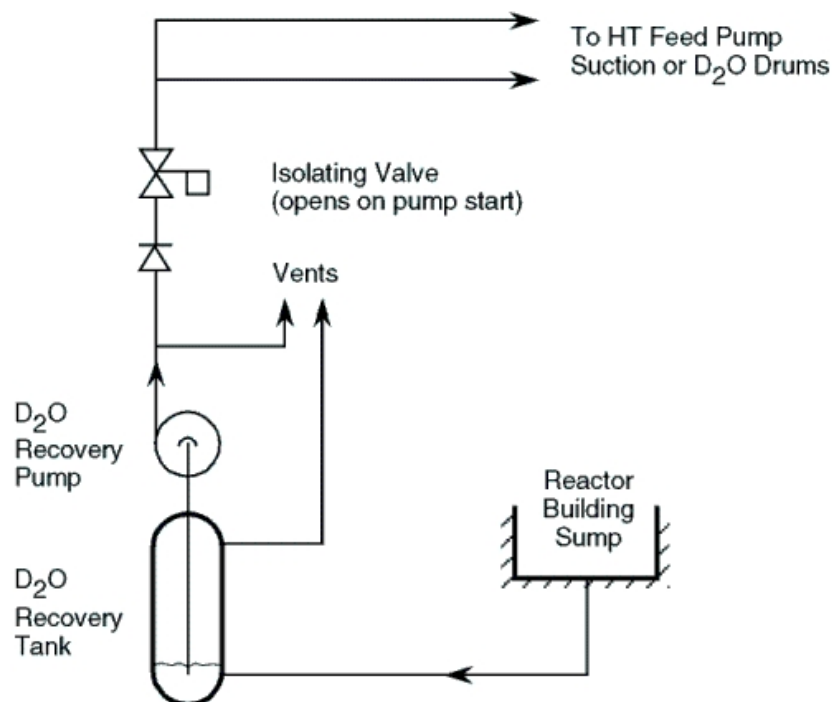 To HT Feed Pump
Suction or D₂O Drums
Isolating Valve
(opens on pump start)
Vents
D₂O
Recovery
Pump
Reactor
Building
Sump
D₂O
Recovery
Tank